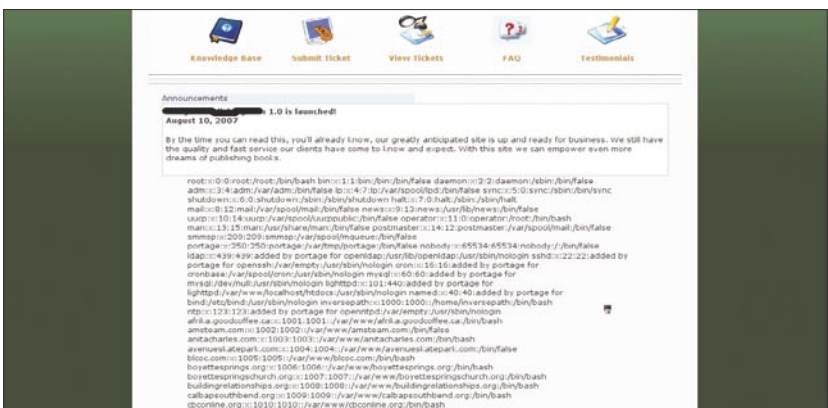 Knowledge Base
Submit Ticket
View Tickets
FAQ
Testimonials
Announcements
1.0 is launched!
August 10, 2007
By the time you can read this, you'll already know, our greatly anticipated site is up and ready for business. We still have
the quality and fast service our clients have come to know and expect. With this site we can empower even more
dreams of publishing books.
root:x:0:0:root:/root:/bin/bash bin:x:1:1:bin:/bin:/bin/false daemon:x:2:2:daemon:/sbin:/bin/false
adm:x:3:4:adm:/var/adm:/bin/false lp:x:4:7:lp:/var/spool/lpd:/bin/false sync:x:5:0:sync:/sbin:/bin/sync
shutdown:x:6:0:shutdown:/sbin:/sbin/shutdown halt:x:7:0:halt:/sbin:/sbin/halt
mail:x:8:12:mail:/var/spool/mail:/bin/false news:x:9:13:news:/usr/lib/news:/bin/false
uucp:x:10:14:uucp:/var/spool/uucppublic:/bin/false operator:x:11:0:operator:/root:/bin/bash
man:x:13:15:man:/usr/share/man:/bin/false postmaster:x:14:12:postmaster:/var/spool/mail:/bin/false
smmsp:x:209:209:smmsp:/var/spool/mqueue:/bin/false
portage:x:250:250:portage:/var/tmp/portage:/bin/false nobody:x:65534:65534:nobody:/:/bin/false
ldap:x:439:439:added by portage for openldap:/usr/lib/openldap:/usr/sbin/nologin sshd:x:22:22:added by
portage for openssh:/var/empty:/usr/sbin/nologin cron:x:16:16:added by portage for
cronbase:/var/spool/cron:/usr/sbin/nologin mysql:x:60:60:added by portage for
mysql:/dev/null:/usr/sbin/nologin lighttpd:x:101:440:added by portage for
lighttpd:/var/www/localhost/htdocs:/usr/sbin/nologin named:x:40:40:added by portage for
bind:/etc/bind:/usr/sbin/nologin inversepath:x:1000:1000::/home/inversepath:/bin/bash
ntp:x:123:123:added by portage for openntpd:/var/empty:/usr/sbin/nologin
afrika.goodcoffee.ca:x:1001:1001::/var/www/afrika.goodcoffee.ca:/bin/bash
amsteam.com:x:1002:1002::/var/www/amsteam.com:/bin/false
anitacharles.com:x:1003:1003::/var/www/anitacharles.com:/bin/bash
avenueskatepark.com:x:1004:1004::/var/www/avenueskatepark.com:/bin/false
blcoc.com:x:1005:1005::/var/www/blcoc.com:/bin/bash
boyettesprings.org:x:1006:1006::/var/www/boyettesprings.org:/bin/bash
boyettespringschurch.org:x:1007:1007::/var/www/boyettespringschurch.org:/bin/bash
buildingrelationships.org:x:1008:1008::/var/www/buildingrelationships.org:/bin/bash
calbapsouthbend.org:x:1009:1009::/var/www/calbapsouthbend.org:/bin/bash
cbconline.org:x:1010:1010::/var/www/cbconline.org:/bin/bash